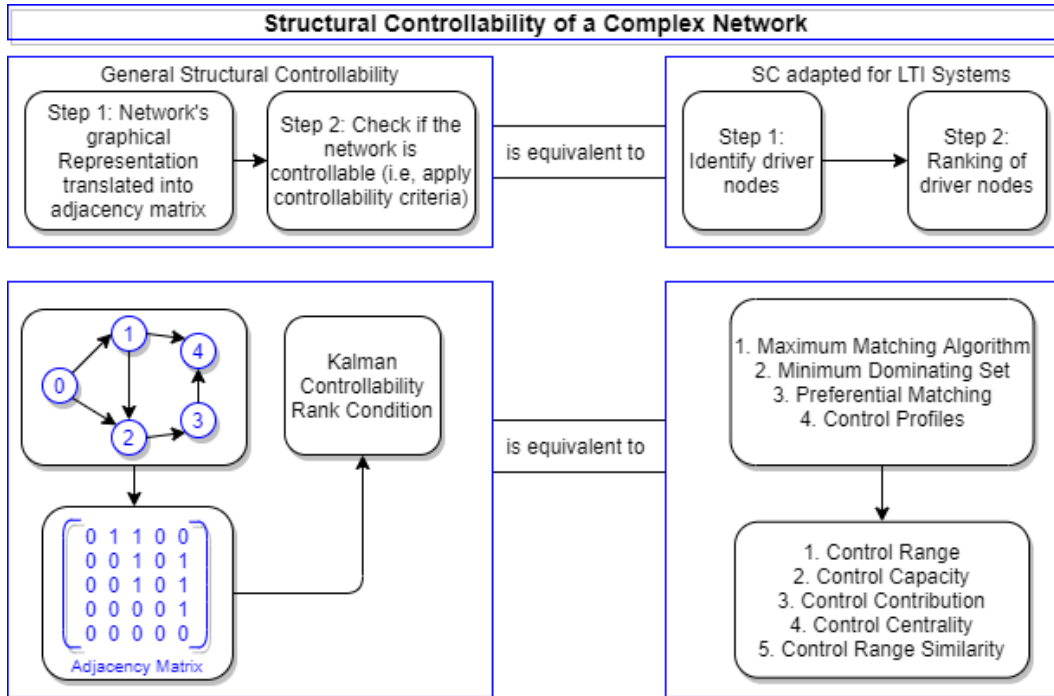 Structural Controllability of a Complex Network
General Structural Controllability
Step 1: Network's
graphical
Representation
translated into
adjacency matrix
Step 2: Check if the
network is
controllable (i.e, apply
controllability criteria)
is equivalent to
SC adapted for LTI Systems
Step 1:
Identify driver
nodes
Step 2:
Ranking of
driver nodes
0
1
2
3
4
0 1 1 0 0
0 0 1 0 1
0 0 1 0 1
0 0 0 0 1
0 0 0 0 0
Adjacency Matrix
Kalman
Controllability
Rank Condition
is equivalent to
1. Maximum Matching Algorithm
2. Minimum Dominating Set
3. Preferential Matching
4. Control Profiles
1. Control Range
2. Control Capacity
3. Control Contribution
4. Control Centrality
5. Control Range Similarity